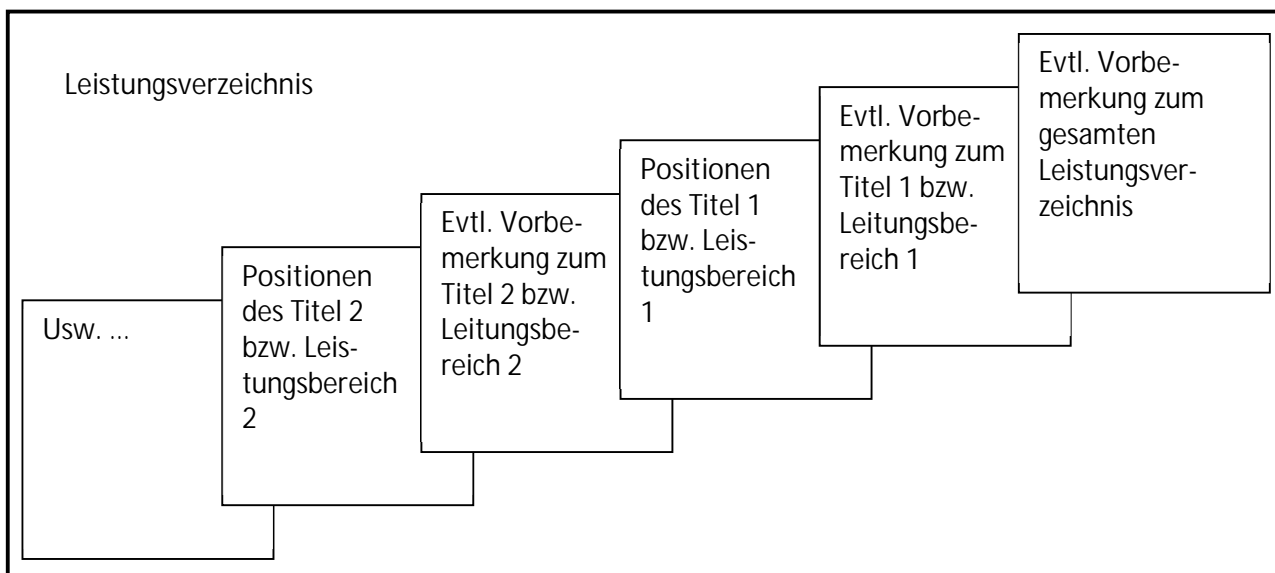 Leistungsverzeichnis
Usw. ...
Positionen
des Titel 2
bzw. Leis-
tungsbereich
2
Evtl. Vorbe-
merkung zum
Titel 2 bzw.
Leitungsbe-
reich 2
Positionen
des Titel 1
bzw. Leis-
tungsbereich
1
Evtl. Vorbe-
merkung zum
Titel 1 bzw.
Leitungsbe-
reich 1
Evtl. Vorbe-
merkung zum
gesamten
Leistungsver-
zeichnis